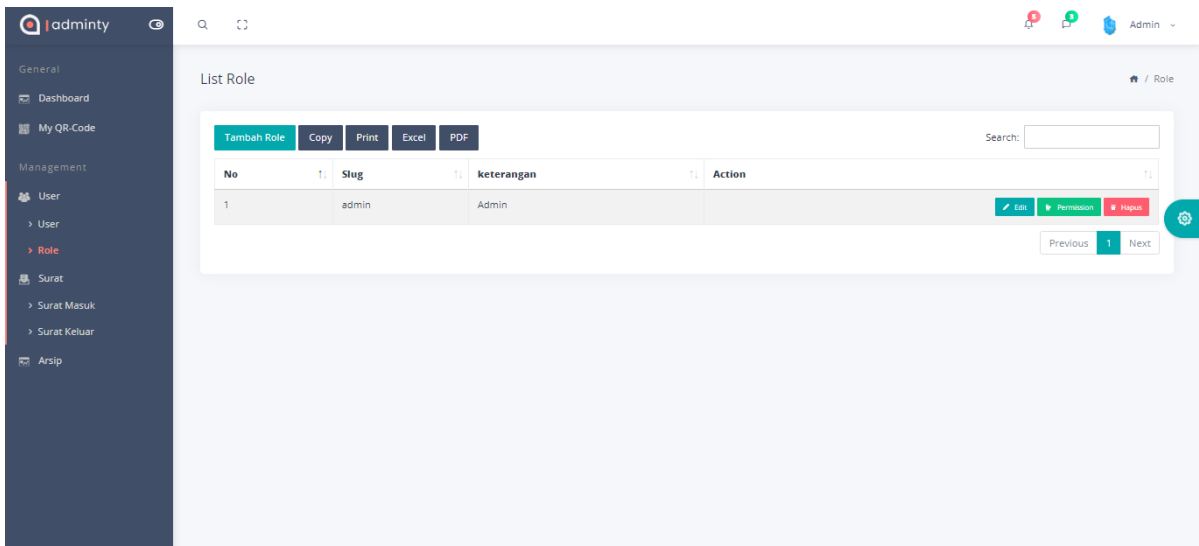 adminty
Admin
General
Dashboard
My QR-Code
Management
User
User
Role
Surat
Surat Masuk
Surat Keluar
Arsip
List Role
/ Role
Tambah Role Copy Print Excel PDF
Search:
No Slug keterangan Action
1 admin Admin Edit Permission Hapus
Previous 1 Next